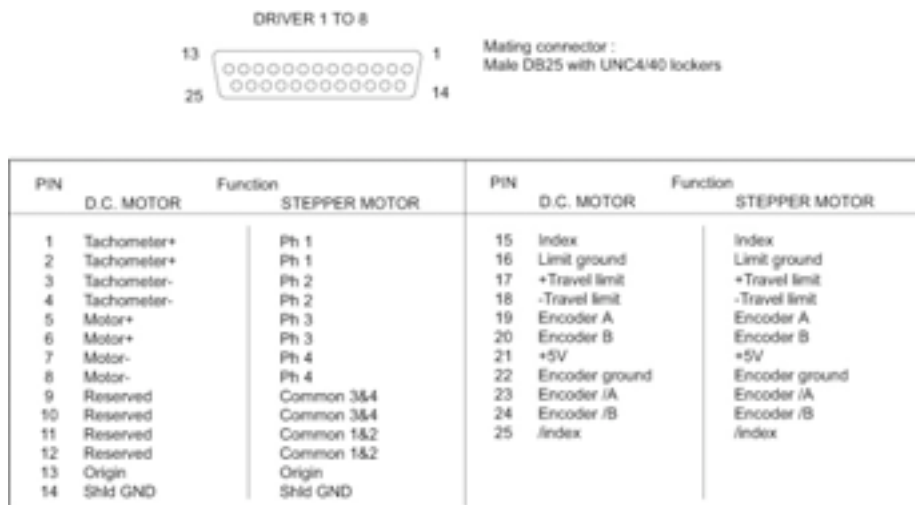 DRIVER 1 TO 8
13
1
Mating connector :
Male DB25 with UNC4/40 lockers
25
14
PIN Function
D.C. MOTOR STEPPER MOTOR
1 Tachometer+ Ph 1
2 Tachometer+ Ph 1
3 Tachometer- Ph 2
4 Tachometer- Ph 2
5 Motor+ Ph 3
6 Motor+ Ph 3
7 Motor- Ph 4
8 Motor- Ph 4
9 Reserved Common 3&4
10 Reserved Common 3&4
11 Reserved Common 1&2
12 Reserved Common 1&2
13 Origin Origin
14 Shld GND Shld GND
PIN Function
D.C. MOTOR STEPPER MOTOR
15 Index Index
16 Limit ground Limit ground
17 +Travel limit +Travel limit
18 -Travel limit -Travel limit
19 Encoder A Encoder A
20 Encoder B Encoder B
21 +5V +5V
22 Encoder ground Encoder ground
23 Encoder /A Encoder /A
24 Encoder /B Encoder /B
25 /Index /Index